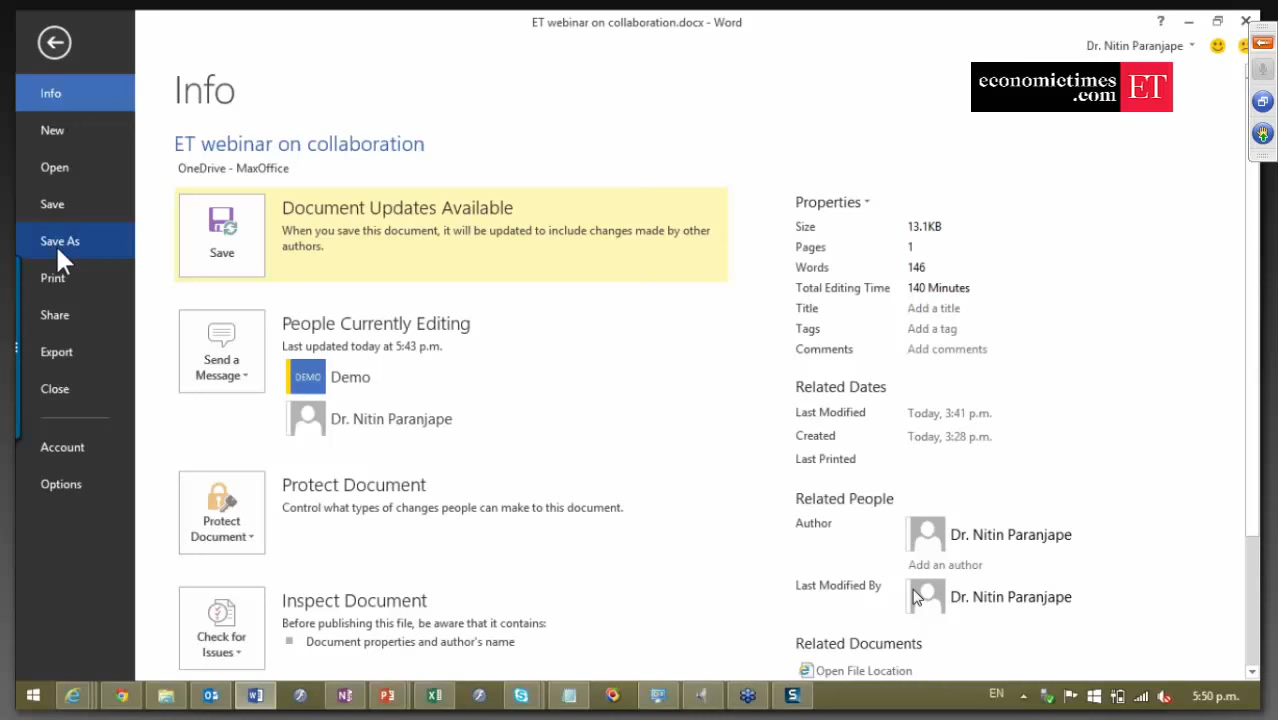 ET webinar on collaboration.docx - Word
?
Dr. Nitin Paranjape
economictimes
.com
ET
Info
New
Open
Save
Save As
Print
Share
Export
Close
Account
Options
Info
ET webinar on collaboration
OneDrive - MaxOffice
Save
Document Updates Available
When you save this document, it will be updated to include changes made by other
authors.
Send a
Message
People Currently Editing
Last updated today at 5:43 p.m.
DEMO
Demo
Dr. Nitin Paranjape
Protect
Document
Protect Document
Control what types of changes people can make to this document.
Check for
Issues
Inspect Document
Before publishing this file, be aware that it contains:
Document properties and author's name
Properties
Size 13.1KB
Pages 1
Words 146
Total Editing Time 140 Minutes
Title Add a title
Tags Add a tag
Comments Add comments
Related Dates
Last Modified Today, 3:41 p.m.
Created Today, 3:28 p.m.
Last Printed
Related People
Author Dr. Nitin Paranjape
Add an author
Last Modified By Dr. Nitin Paranjape
Related Documents
Open File Location
EN
5:50 p.m.